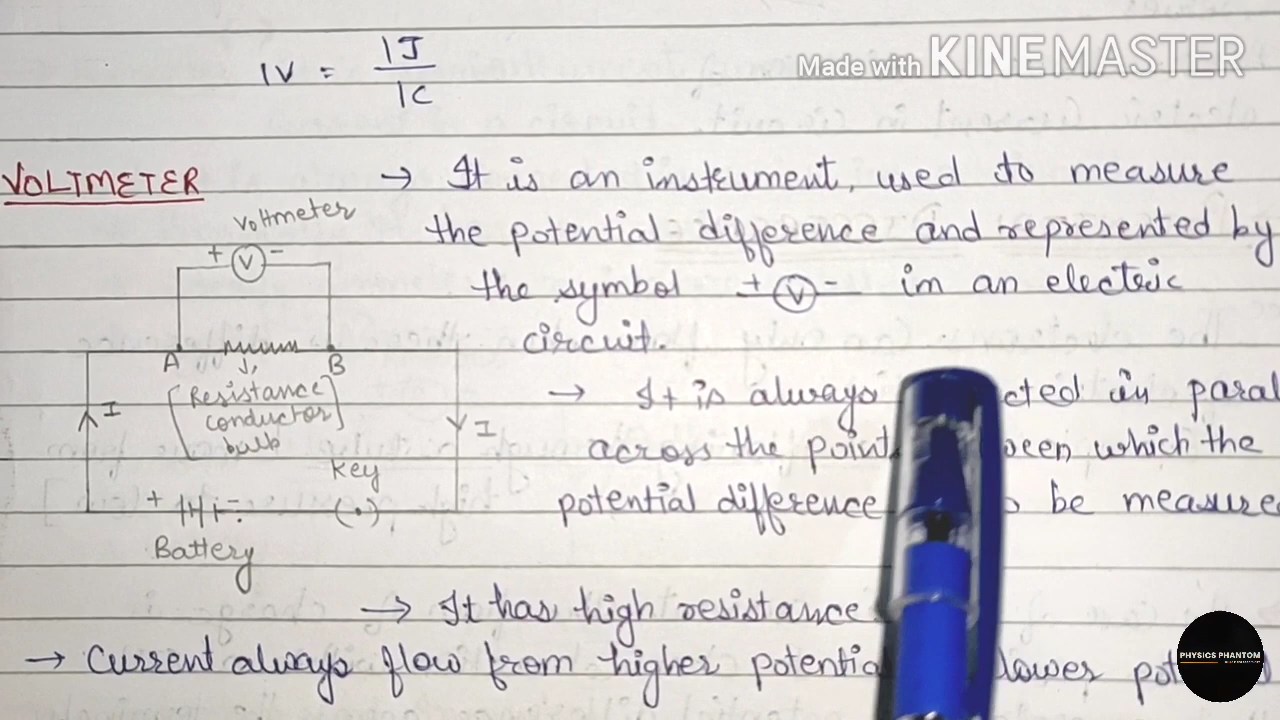 1V = 1J / 1C
Made with KINEMASTER
VOLTMETER → It is an instrument, used to measure
the potential difference and represented by
the symbol + V - in an electric
circuit.
Voltmeter
+ V -
A B
[Resistance
conductor
bulb]
I I
Key
+ - (•)
Battery
→ It is always cted in paral
across the point een which the
potential difference be measure
→ It has high resistance
→ Current always flow from higher potentia lower pot
PHYSICS PHANTOM